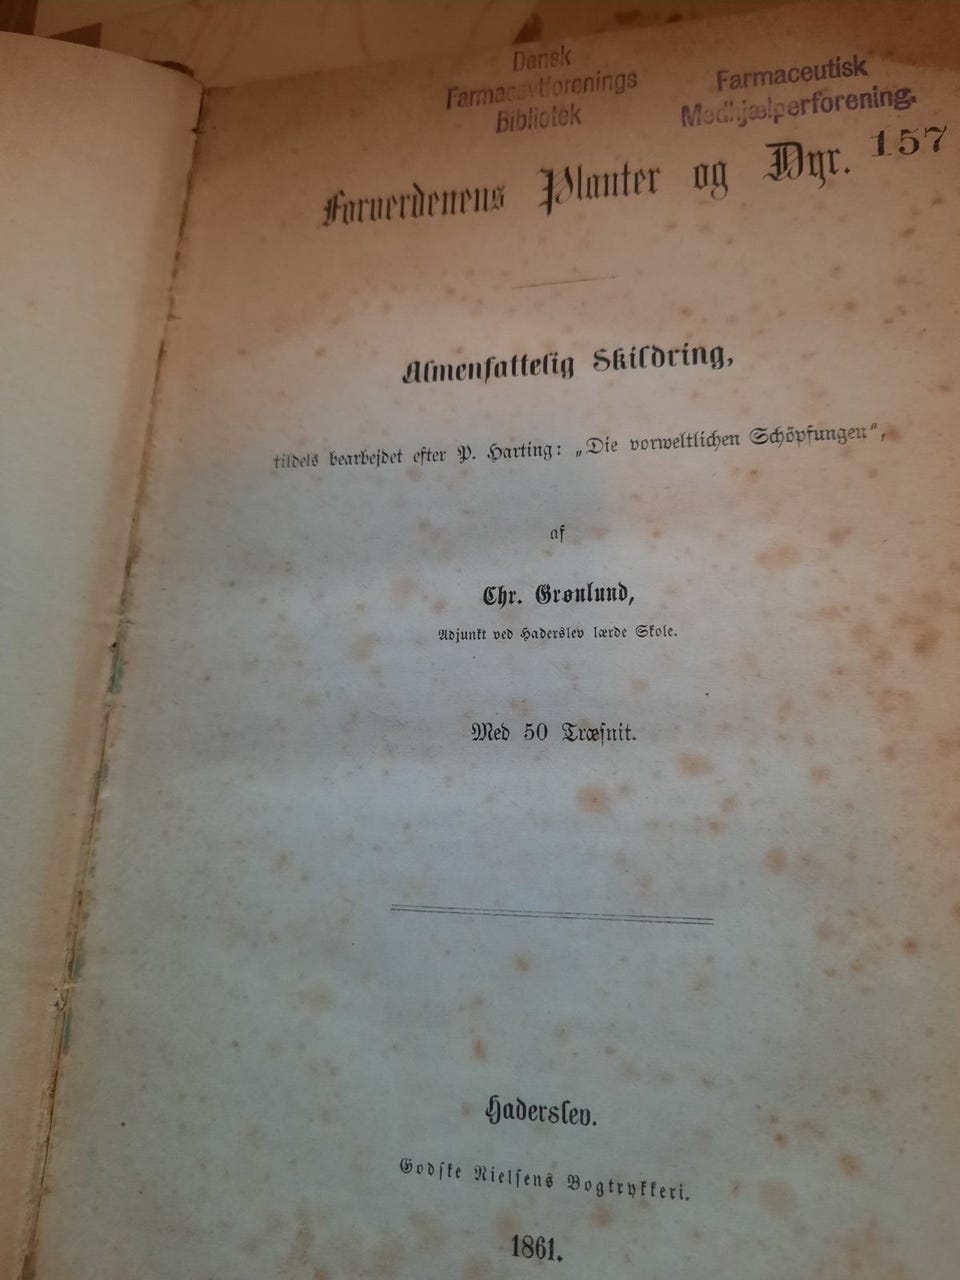 Dansk
Farmaceutforenings
Bibliotek
Farmaceutisk
Medhjælperforening.
157
Forverdenens Planter og Dyr.
Almenfattelig Skildring,
tildels bearbejdet efter P. Harting: „Die vorweltlichen Schöpfungen“,
af
Chr. Grønlund,
Adjunkt ved Haderslev lærde Skole.
Med 50 Træsnit.
Haderslev.
Godske Nielsens Bogtrykkeri.
1861.